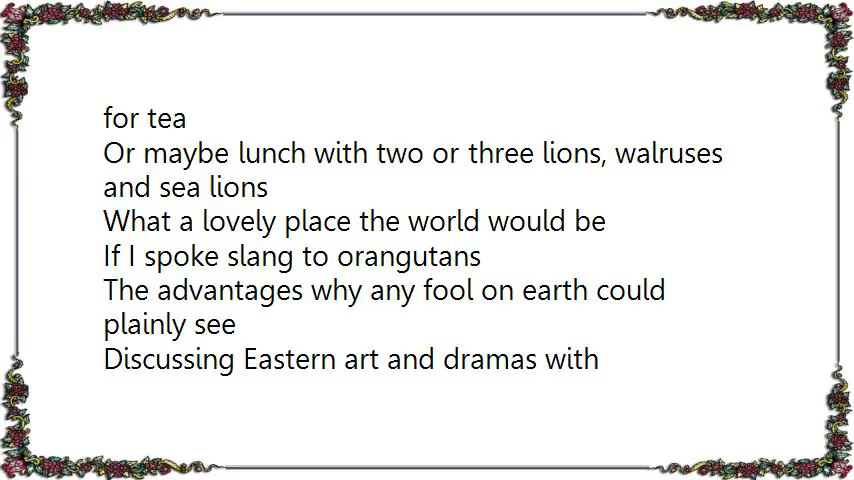 for tea
Or maybe lunch with two or three lions, walruses
and sea lions
What a lovely place the world would be
If I spoke slang to orangutans
The advantages why any fool on earth could
plainly see
Discussing Eastern art and dramas with